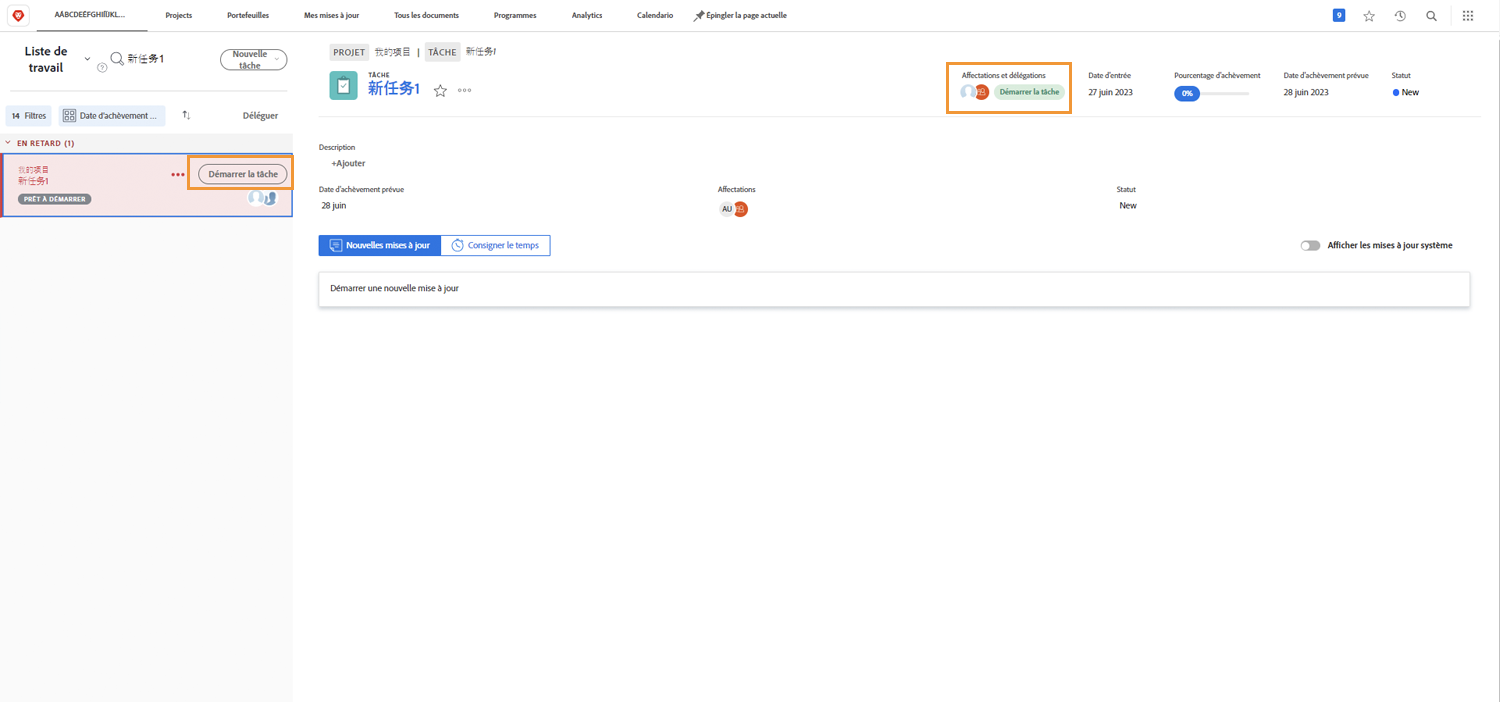 AÁBCDEÉFGHIÍJKL...
Projects
Portefeuilles
Mes mises à jour
Tous les documents
Programmes
Analytics
Calendario
Épingler la page actuelle
9
Liste de
travail
?
新任务1
Nouvelle
tâche
14 Filtres
Date d'achèvement ...
Déléguer
EN RETARD (1)
我的项目
新任务1
PRÊT À DÉMARRER
Démarrer la tâche
PROJET 我的项目 | TÂCHE 新任务1
TÂCHE
新任务1
Affectations et délégations
Démarrer la tâche
Date d'entrée
27 juin 2023
Pourcentage d'achèvement
0%
Date d'achèvement prévue
28 juin 2023
Statut
New
Description
+Ajouter
Date d'achèvement prévue
28 juin
Affectations
AU
Statut
New
Nouvelles mises à jour
Consigner le temps
Afficher les mises à jour système
Démarrer une nouvelle mise à jour